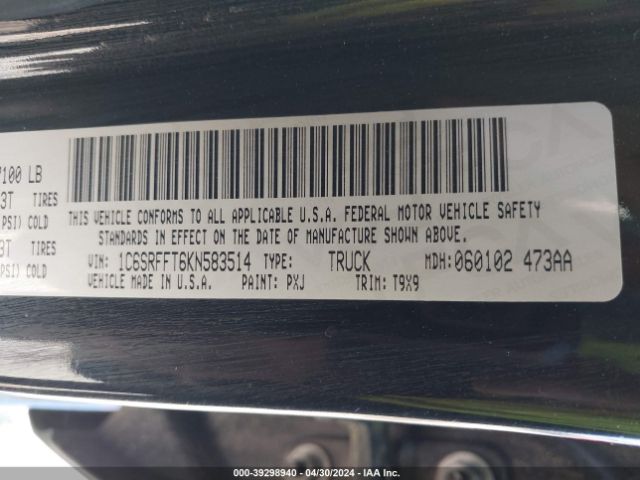 7100 LB
3T TIRES
PSI) COLD
3T TIRES
PSI) COLD
THIS VEHICLE CONFORMS TO ALL APPLICABLE U.S.A. FEDERAL MOTOR VEHICLE SAFETY
STANDARDS IN EFFECT ON THE DATE OF MANUFACTURE SHOWN ABOVE.
VIN: 1C6SRFFT6KN583514 TYPE: TRUCK MDH: 060102 473AA
VEHICLE MADE IN U.S.A. PAINT: PXJ TRIM: T9X9
000-39298940 - 04/30/2024 - IAA Inc.